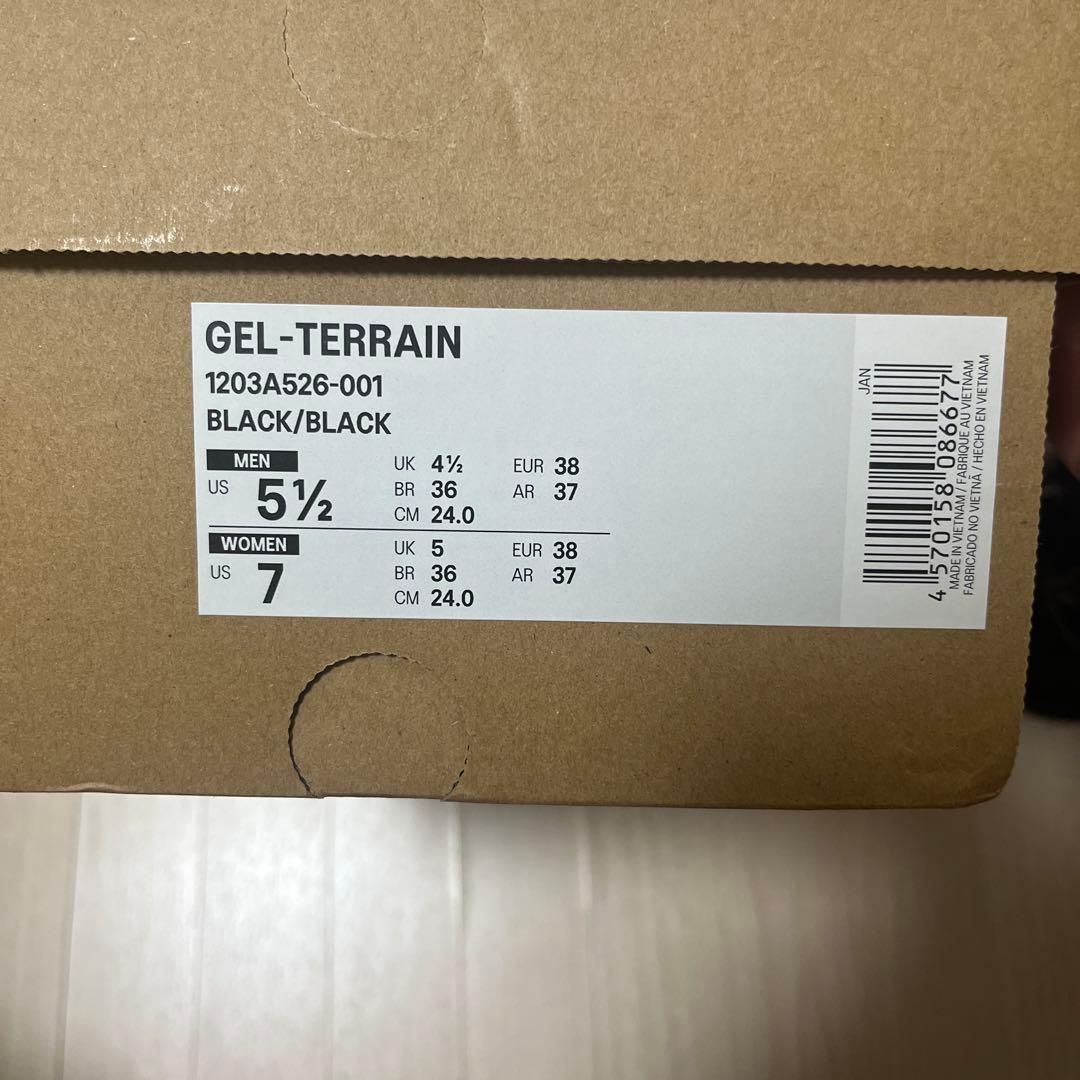 GEL-TERRAIN
1203A526-001
BLACK/BLACK
MEN
US 5½
UK 4½ EUR 38
BR 36 AR 37
CM 24.0
WOMEN
US 7
UK 5 EUR 38
BR 36 AR 37
CM 24.0
JAN
4 570158 086677
MADE IN VIETNAM / FABRIQUE AU VIETNAM
FABRICADO NO VIETNÃ / HECHO EN VIETNAM